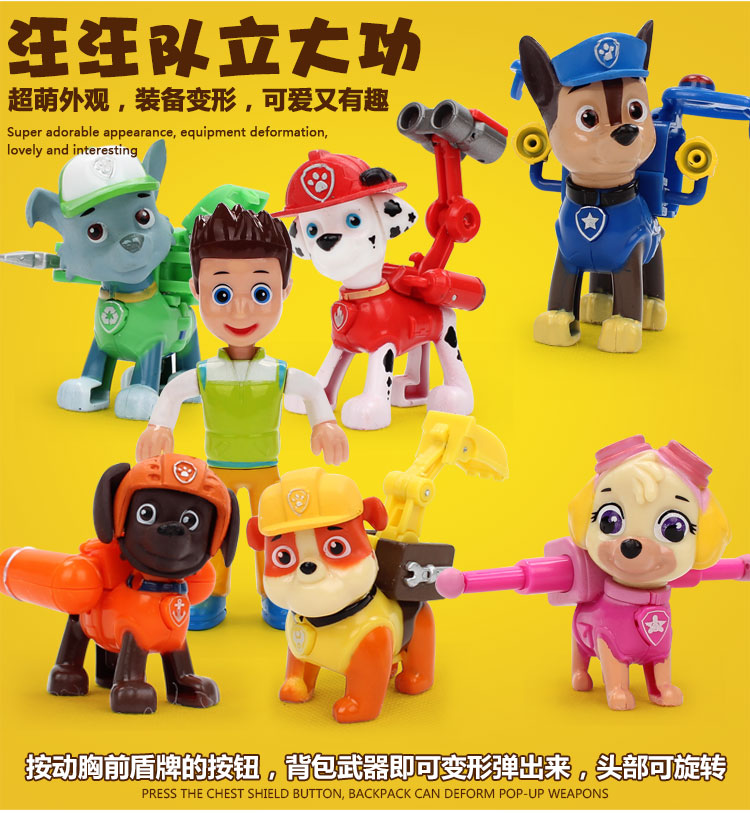 汪汪队立大功
超萌外观，装备变形，可爱又有趣
Super adorable appearance, equipment deformation,
lovely and interesting
按动胸前盾牌的按钮，背包武器即可变形弹出来，头部可旋转
PRESS THE CHEST SHIELD BUTTON, BACKPACK CAN DEFORM POP-UP WEAPONS